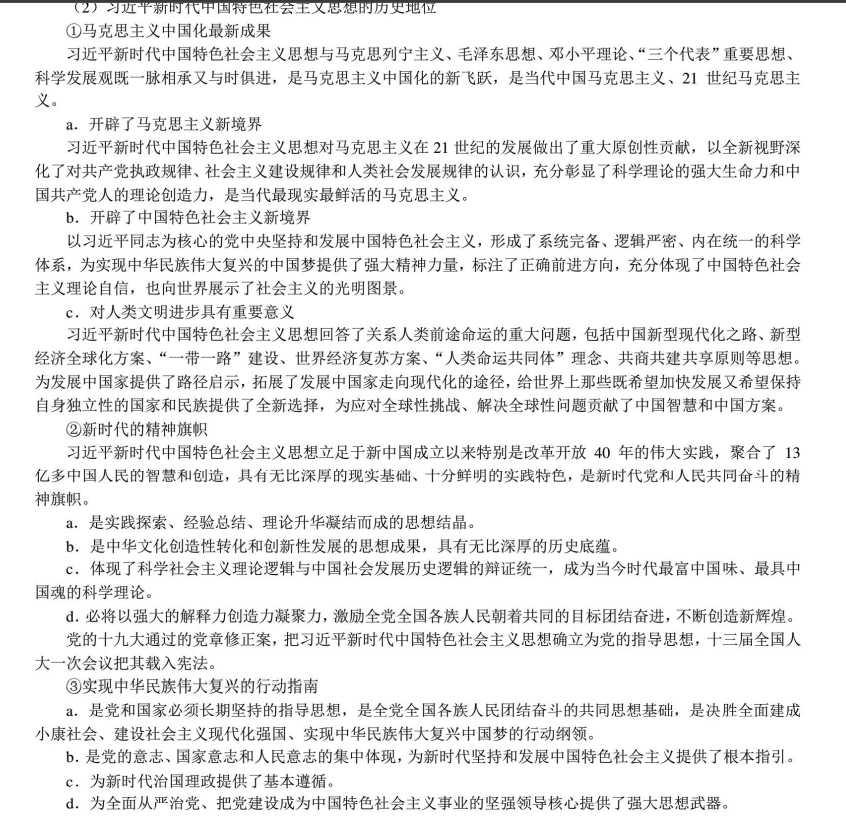 （2）习近平新时代中国特色社会主义思想的历史地位
①马克思主义中国化最新成果
习近平新时代中国特色社会主义思想与马克思列宁主义、毛泽东思想、邓小平理论、“三个代表”重要思想、
科学发展观既一脉相承又与时俱进，是马克思主义中国化的新飞跃，是当代中国马克思主义、21 世纪马克思主
义。
a．开辟了马克思主义新境界
习近平新时代中国特色社会主义思想对马克思主义在 21 世纪的发展做出了重大原创性贡献，以全新视野深
化了对共产党执政规律、社会主义建设规律和人类社会发展规律的认识，充分彰显了科学理论的强大生命力和中
国共产党人的理论创造力，是当代最现实最鲜活的马克思主义。
b．开辟了中国特色社会主义新境界
以习近平同志为核心的党中央坚持和发展中国特色社会主义，形成了系统完备、逻辑严密、内在统一的科学
体系，为实现中华民族伟大复兴的中国梦提供了强大精神力量，标注了正确前进方向，充分体现了中国特色社会
主义理论自信，也向世界展示了社会主义的光明图景。
c．对人类文明进步具有重要意义
习近平新时代中国特色社会主义思想回答了关系人类前途命运的重大问题，包括中国新型现代化之路、新型
经济全球化方案、“一带一路”建设、世界经济复苏方案、“人类命运共同体”理念、共商共建共享原则等思想。
为发展中国家提供了路径启示，拓展了发展中国家走向现代化的途径，给世界上那些既希望加快发展又希望保持
自身独立性的国家和民族提供了全新选择，为应对全球性挑战、解决全球性问题贡献了中国智慧和中国方案。
②新时代的精神旗帜
习近平新时代中国特色社会主义思想立足于新中国成立以来特别是改革开放 40 年的伟大实践，聚合了 13
亿多中国人民的智慧和创造，具有无比深厚的现实基础、十分鲜明的实践特色，是新时代党和人民共同奋斗的精
神旗帜。
a．是实践探索、经验总结、理论升华凝结而成的思想结晶。
b．是中华文化创造性转化和创新性发展的思想成果，具有无比深厚的历史底蕴。
c．体现了科学社会主义理论逻辑与中国社会发展历史逻辑的辩证统一，成为当今时代最富中国味、最具中
国魂的科学理论。
d．必将以强大的解释力创造力凝聚力，激励全党全国各族人民朝着共同的目标团结奋进，不断创造新辉煌。
党的十九大通过的党章修正案，把习近平新时代中国特色社会主义思想确立为党的指导思想，十三届全国人
大一次会议把其载入宪法。
③实现中华民族伟大复兴的行动指南
a．是党和国家必须长期坚持的指导思想，是全党全国各族人民团结奋斗的共同思想基础，是决胜全面建成
小康社会、建设社会主义现代化强国、实现中华民族伟大复兴中国梦的行动纲领。
b．是党的意志、国家意志和人民意志的集中体现，为新时代坚持和发展中国特色社会主义提供了根本指引。
c．为新时代治国理政提供了基本遵循。
d．为全面从严治党、把党建设成为中国特色社会主义事业的坚强领导核心提供了强大思想武器。